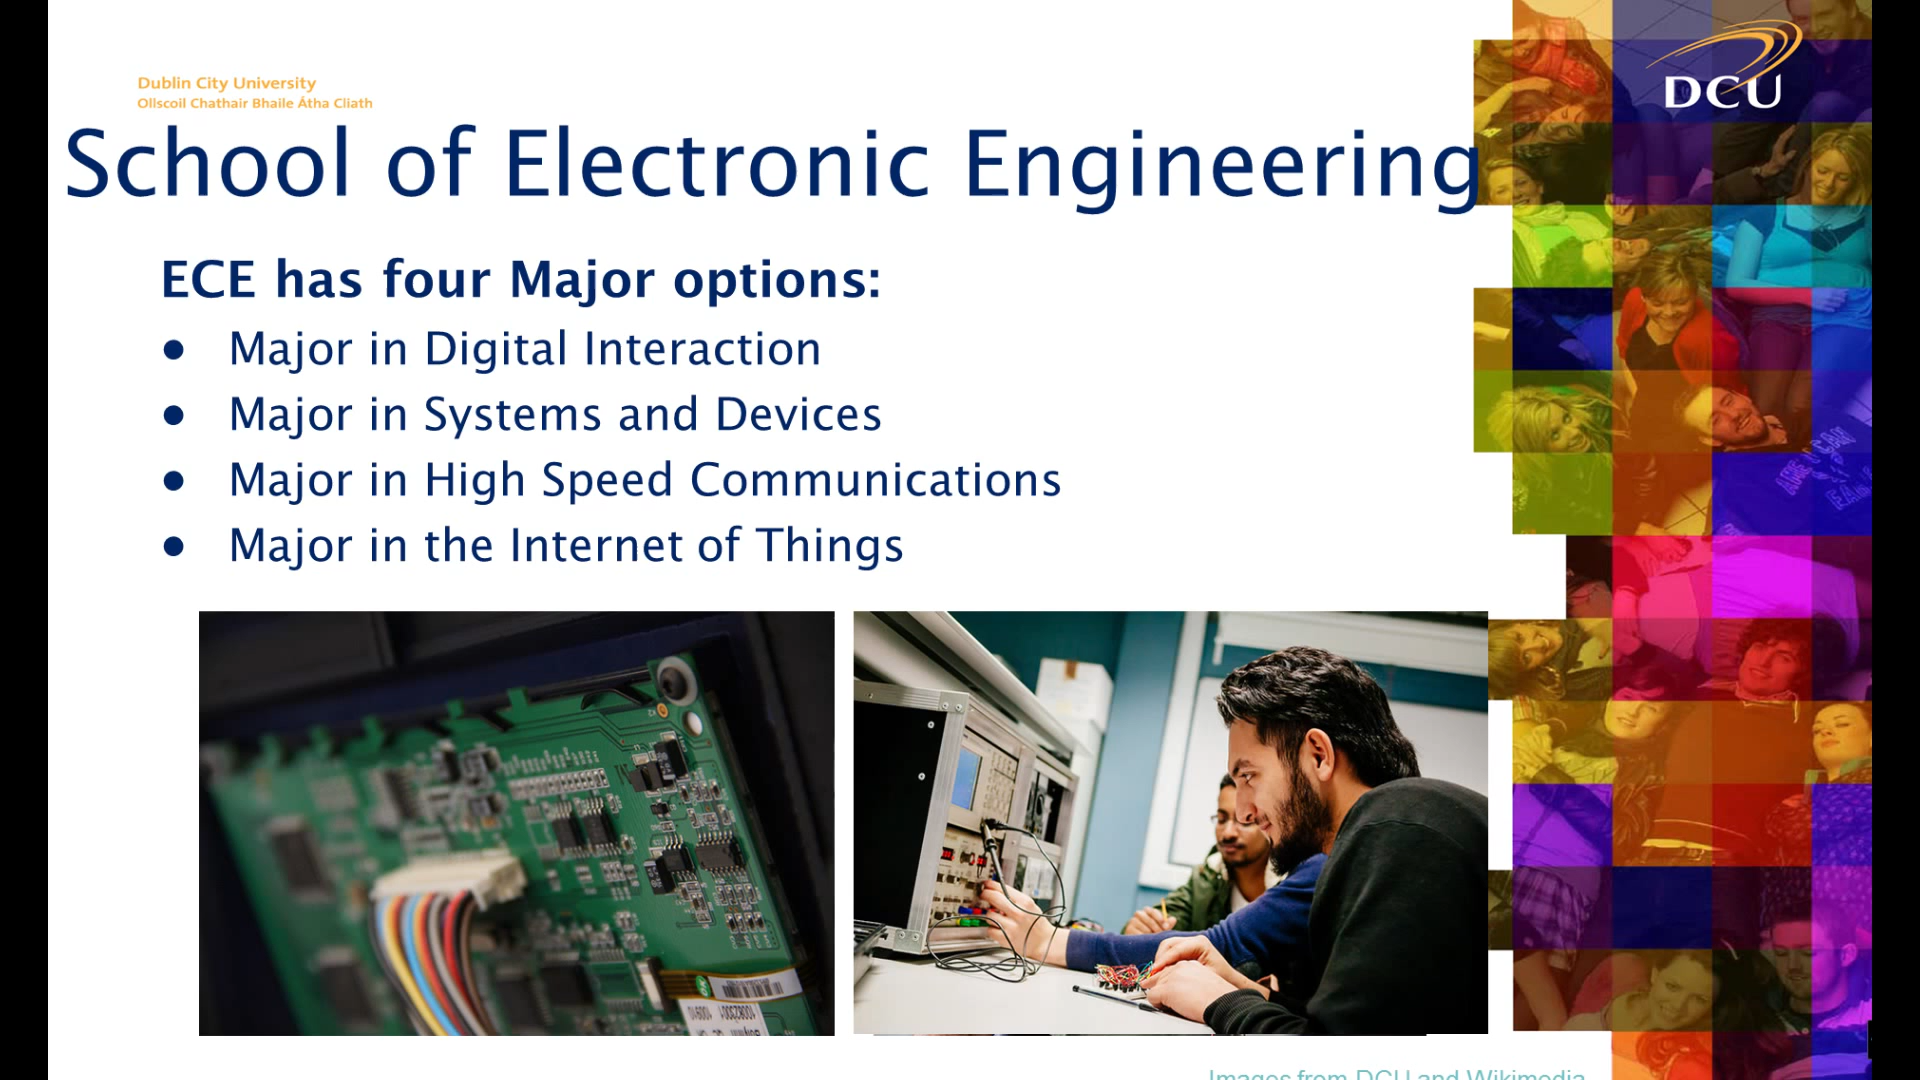 Dublin City University
Ollscoil Chathair Bhaile Átha Cliath
DCU
School of Electronic Engineering
ECE has four Major options:
● Major in Digital Interaction
● Major in Systems and Devices
● Major in High Speed Communications
● Major in the Internet of Things
OK
Images from DCU and Wikimedia